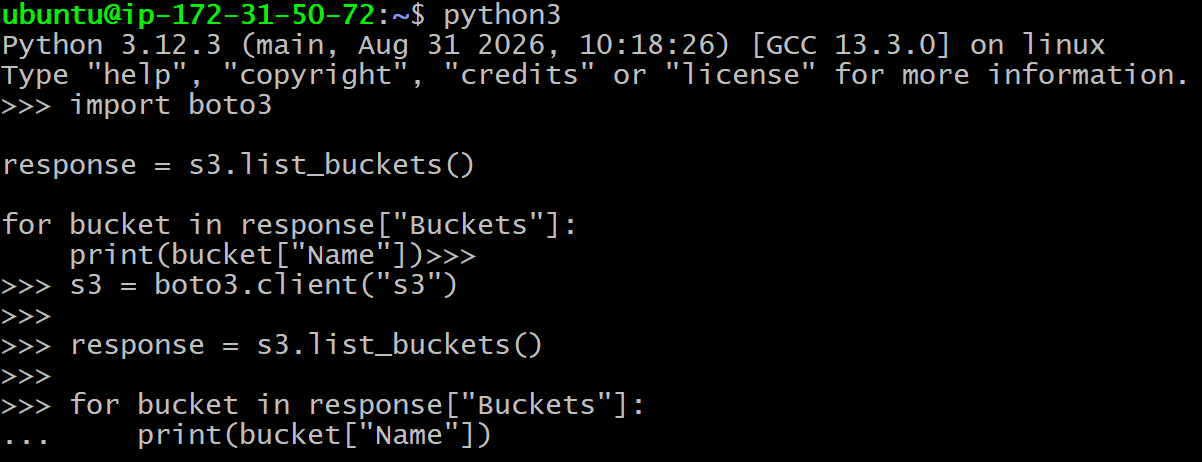 ubuntu@ip-172-31-50-72:~$ python3
Python 3.12.3 (main, Aug 31 2026, 10:18:26) [GCC 13.3.0] on linux
Type "help", "copyright", "credits" or "license" for more information.
>>> import boto3
response = s3.list_buckets()
for bucket in response["Buckets"]:
    print(bucket["Name"])>>>
>>> s3 = boto3.client("s3")
>>>
>>> response = s3.list_buckets()
>>>
>>> for bucket in response["Buckets"]:
...     print(bucket["Name"])